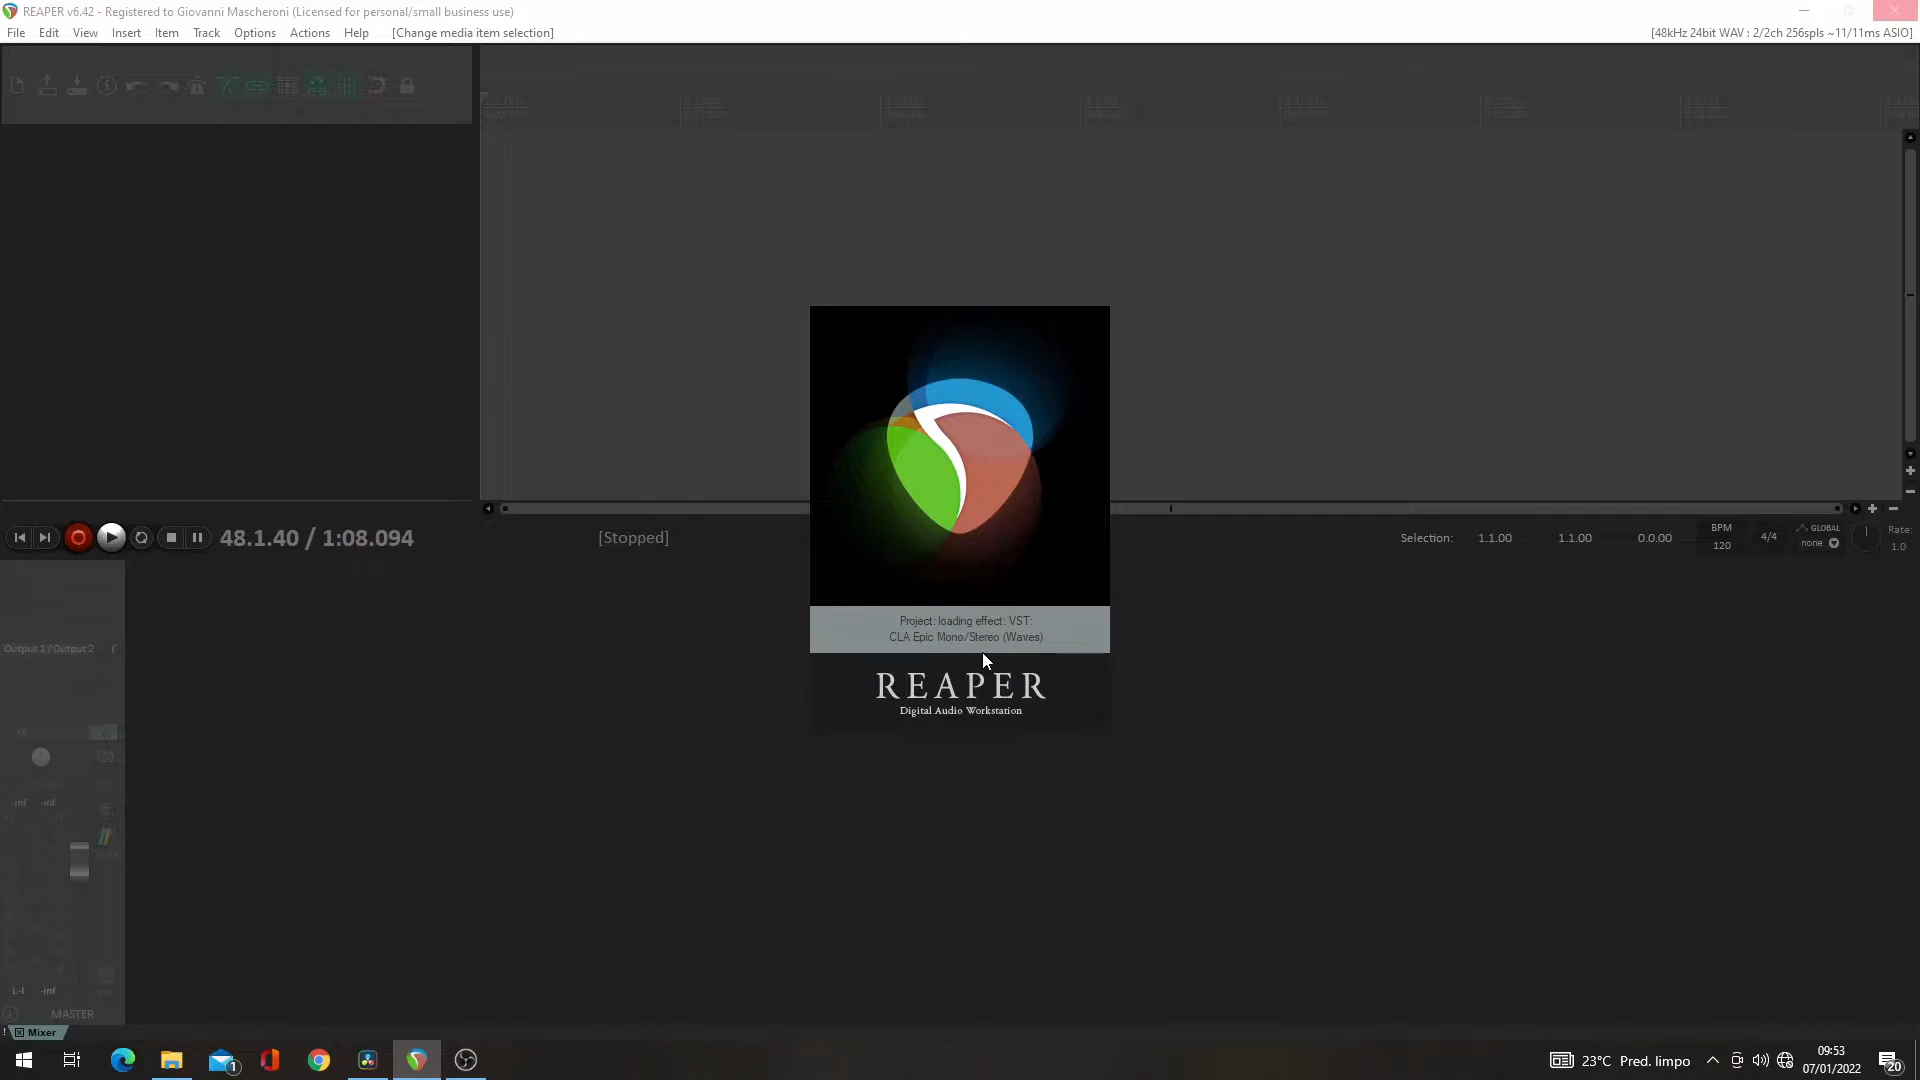 REAPER v6.42 - Registered to Giovanni Mascheroni (Licensed for personal/small business use)
File Edit View Insert Item Track Options Actions Help [Change media item selection]
[48kHz 24bit WAV : 2/2ch 256spls ~11/11ms ASIO]
48.1.40 / 1:08.094
[Stopped]
Selection: 1.1.00 1.1.00 0.0.00
BPM
120
4/4
GLOBAL
none
Rate:
1.0
Project: loading effect: VST:
CLA Epic Mono/Stereo (Waves)
REAPER
Digital Audio Workstation
Output 1 / Output 2
-inf -inf
L-I -inf
MASTER
Mixer
1
23°C Pred. limpo
09:53
07/01/2022
20